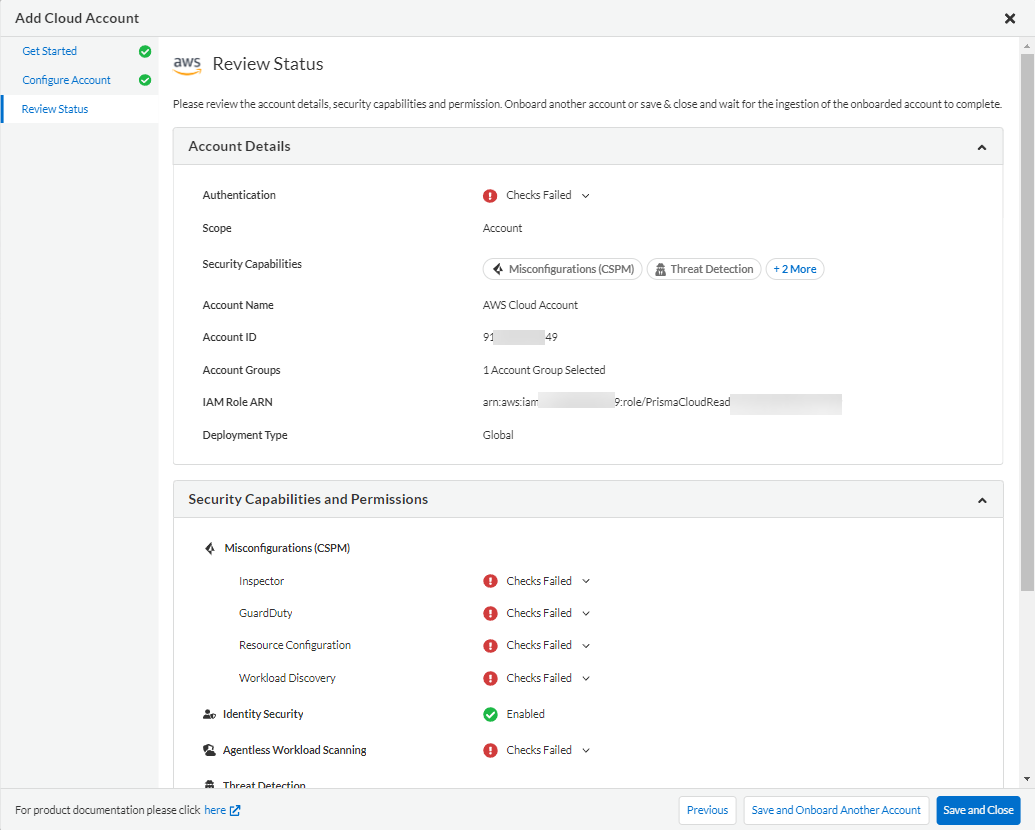 Add Cloud Account
Get Started
Configure Account
Review Status
aws Review Status
Please review the account details, security capabilities and permission. Onboard another account or save & close and wait for the ingestion of the onboarded account to complete.
Account Details
Authentication Checks Failed
Scope Account
Security Capabilities Misconfigurations (CSPM) Threat Detection + 2 More
Account Name AWS Cloud Account
Account ID 91 49
Account Groups 1 Account Group Selected
IAM Role ARN arn:aws:iam 9:role/PrismaCloudRead
Deployment Type Global
Security Capabilities and Permissions
Misconfigurations (CSPM)
Inspector Checks Failed
GuardDuty Checks Failed
Resource Configuration Checks Failed
Workload Discovery Checks Failed
Identity Security Enabled
Agentless Workload Scanning Checks Failed
Threat Detection
For product documentation please click here Previous Save and Onboard Another Account Save and Close